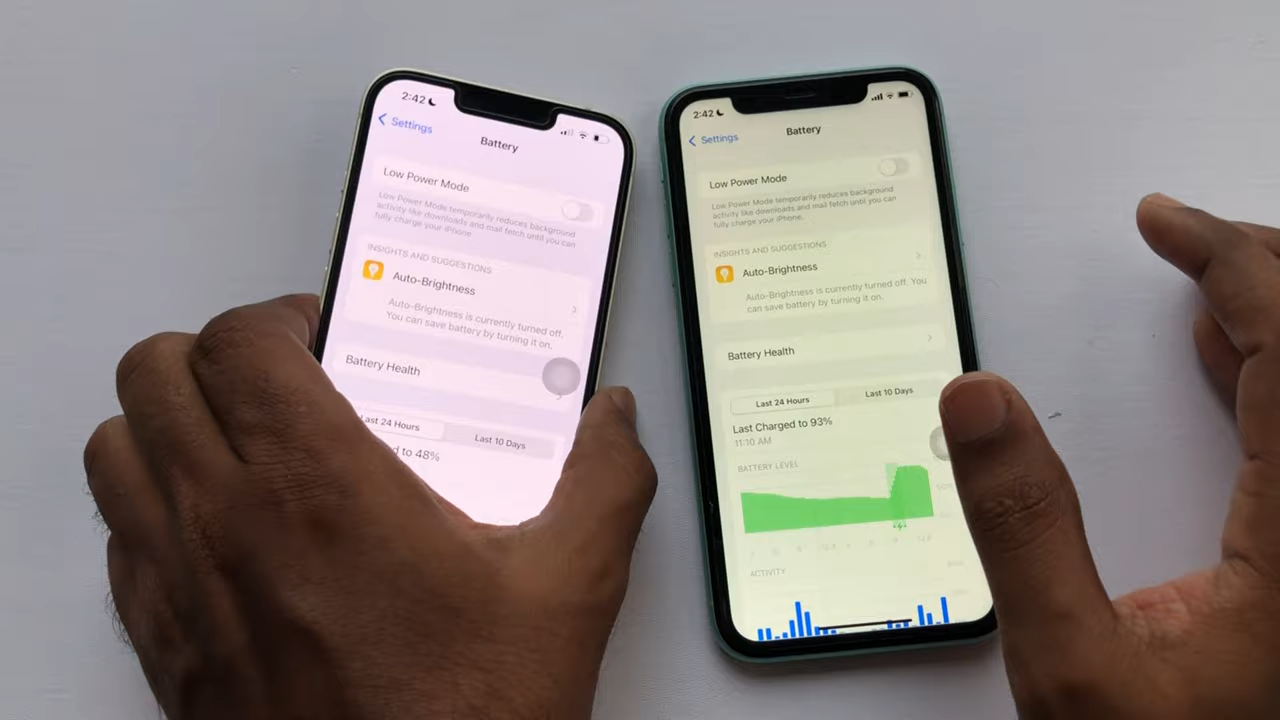 2:42
Settings
Battery
Low Power Mode
Low Power Mode temporarily reduces background
activity like downloads and mail fetch until you can
fully charge your iPhone.
INSIGHTS AND SUGGESTIONS
Auto-Brightness
Auto-Brightness is currently turned off.
You can save battery by turning it on.
Battery Health
Last 24 Hours
Last 10 Days
d to 48%
2:42
Settings
Battery
Low Power Mode
Low Power Mode temporarily reduces background
activity like downloads and mail fetch until you can
fully charge your iPhone.
INSIGHTS AND SUGGESTIONS
Auto-Brightness
Auto-Brightness is currently turned off. You
can save battery by turning it on.
Battery Health
Last 24 Hours
Last 10 Days
Last Charged to 93%
11:10 AM
BATTERY LEVEL
ACTIVITY